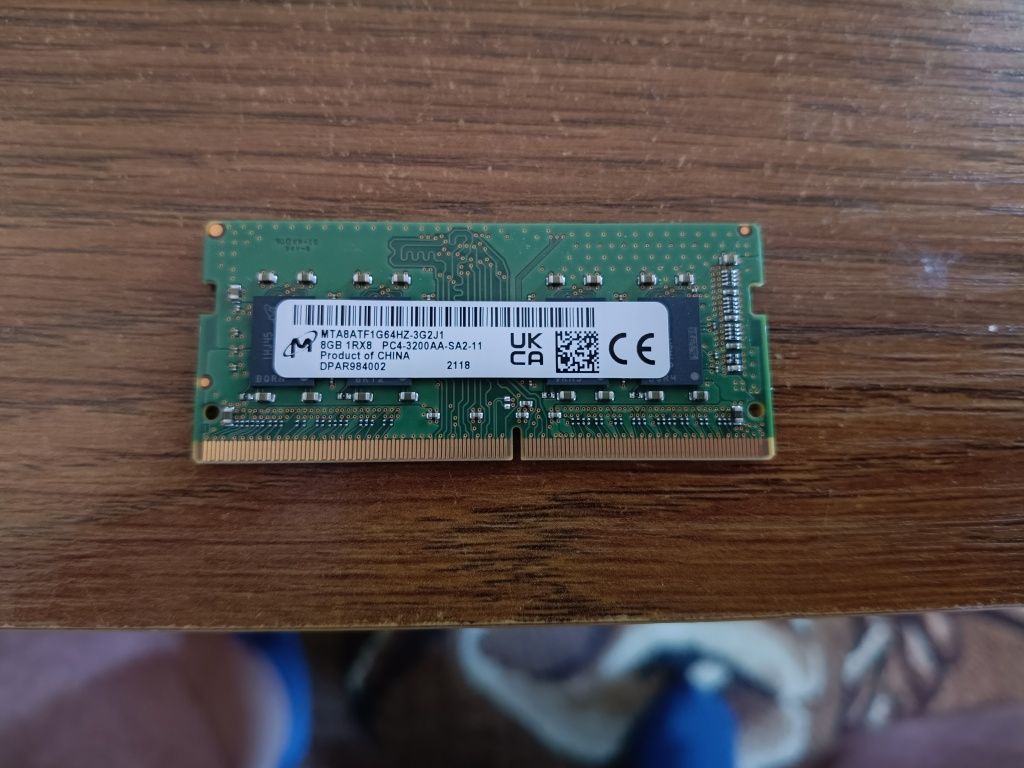 MTA8ATF1G64HZ-3G2J1
8GB 1RX8 PC4-3200AA-SA2-11
Product of CHINA
DPAR984002 2118
UK
CA
CE